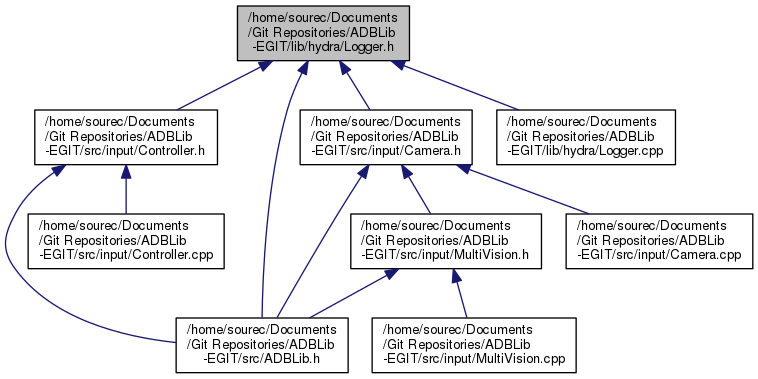 /home/sourec/Documents
/Git Repositories/ADBLib
-EGIT/lib/hydra/Logger.h
/home/sourec/Documents
/Git Repositories/ADBLib
-EGIT/src/input/Controller.h
/home/sourec/Documents
/Git Repositories/ADBLib
-EGIT/src/input/Camera.h
/home/sourec/Documents
/Git Repositories/ADBLib
-EGIT/lib/hydra/Logger.cpp
/home/sourec/Documents
/Git Repositories/ADBLib
-EGIT/src/input/Controller.cpp
/home/sourec/Documents
/Git Repositories/ADBLib
-EGIT/src/input/MultiVision.h
/home/sourec/Documents
/Git Repositories/ADBLib
-EGIT/src/input/Camera.cpp
/home/sourec/Documents
/Git Repositories/ADBLib
-EGIT/src/ADBLib.h
/home/sourec/Documents
/Git Repositories/ADBLib
-EGIT/src/input/MultiVision.cpp